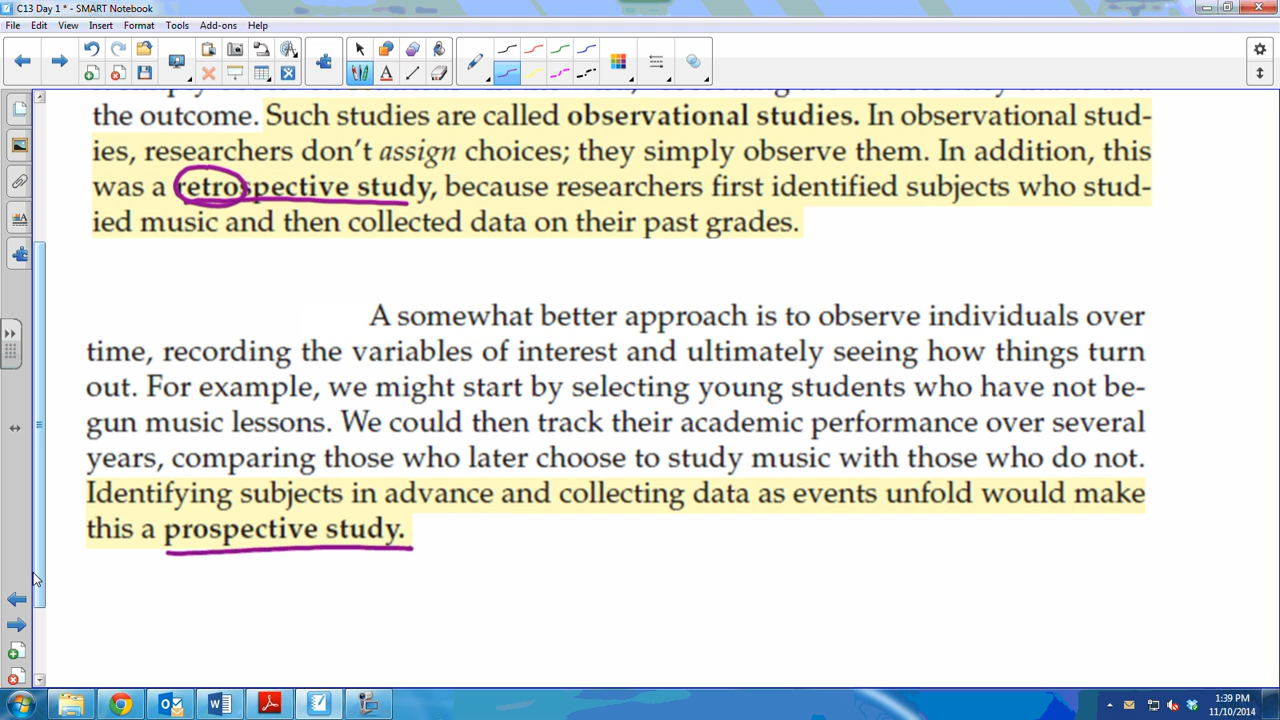 C13 Day 1 * - SMART Notebook
File Edit View Insert Format Tools Add-ons Help
the outcome. Such studies are called observational studies. In observational stud-
ies, researchers don't assign choices; they simply observe them. In addition, this
was a retrospective study, because researchers first identified subjects who stud-
ied music and then collected data on their past grades.
A somewhat better approach is to observe individuals over
time, recording the variables of interest and ultimately seeing how things turn
out. For example, we might start by selecting young students who have not be-
gun music lessons. We could then track their academic performance over several
years, comparing those who later choose to study music with those who do not.
Identifying subjects in advance and collecting data as events unfold would make
this a prospective study.
1:39 PM
11/10/2014